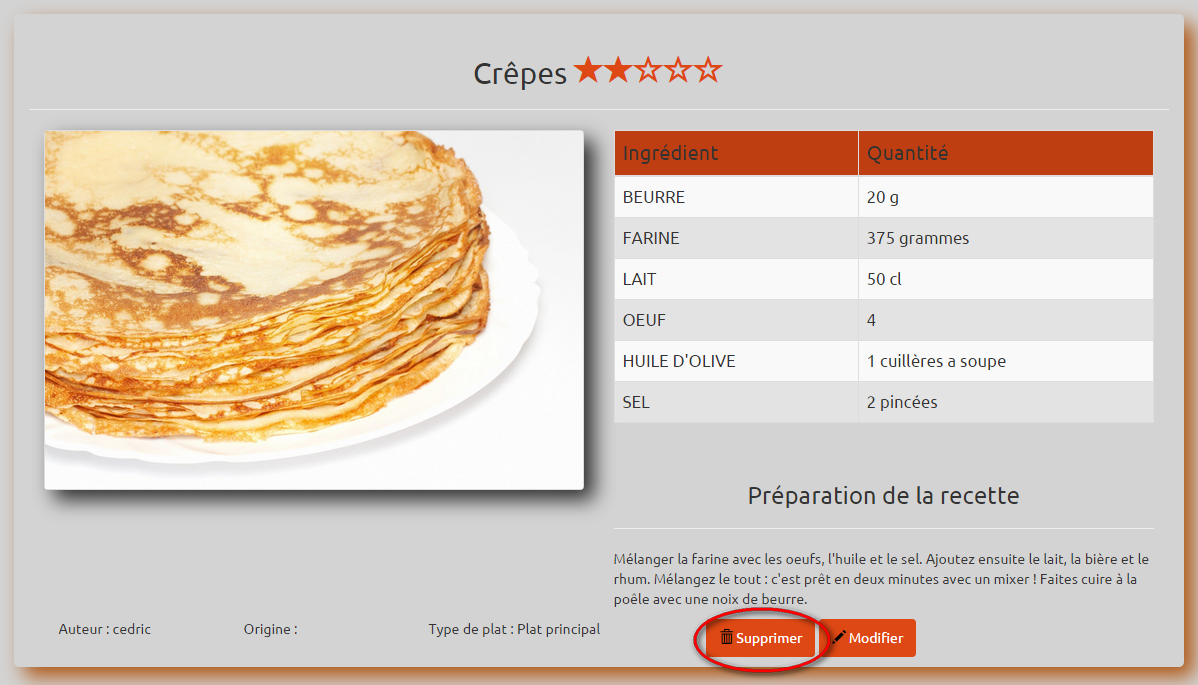 Crêpes
Ingrédient Quantité
BEURRE 20 g
FARINE 375 grammes
LAIT 50 cl
OEUF 4
HUILE D'OLIVE 1 cuillères a soupe
SEL 2 pincées
Préparation de la recette
Mélanger la farine avec les oeufs, l'huile et le sel. Ajoutez ensuite le lait, la bière et le
rhum. Mélangez le tout : c'est prêt en deux minutes avec un mixer ! Faites cuire à la
poêle avec une noix de beurre.
Auteur : cedric Origine : Type de plat : Plat principal
Supprimer Modifier